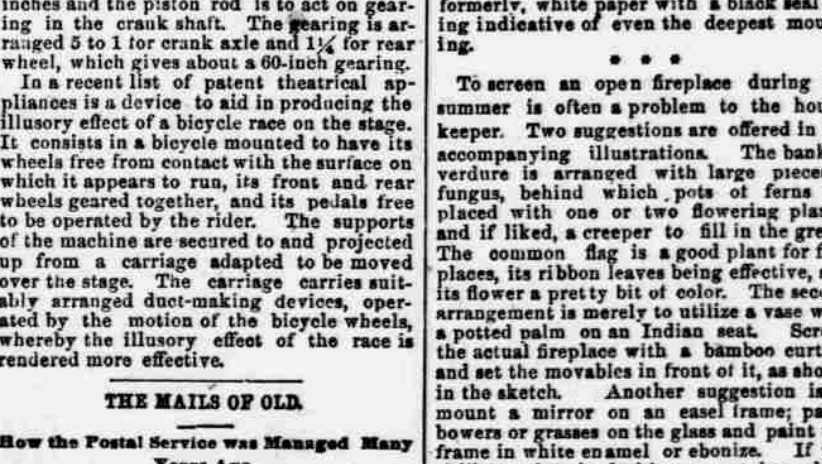 inches and the piston rod is to act on gear-
ing in the crank shaft. The gearing is ar-
ranged 5 to 1 for crank axle and 1¼ for rear
wheel, which gives about a 60-inch gearing.
In a recent list of patent theatrical ap-
pliances is a device to aid in producing the
illusory effect of a bicycle race on the stage.
It consists in a bicycle mounted to have its
wheels free from contact with the surface on
which it appears to run, its front and rear
wheels geared together, and its pedals free
to be operated by the rider. The supports
of the machine are secured to and projected
up from a carriage adapted to be moved
over the stage. The carriage carries suit-
ably arranged duct-making devices, oper-
ated by the motion of the bicycle wheels,
whereby the illusory effect of the race is
rendered more effective.
THE MAILS OF OLD.
How the Postal Service was Managed Many
Years Ago
formerly, white paper with a black seal
ing indicative of even the deepest mou
ing.
* * *
To screen an open fireplace during
summer is often a problem to the hou
keeper. Two suggestions are offered in
accompanying illustrations. The bank
verdure is arranged with large pieces
fungus, behind which pots of ferns
placed with one or two flowering plan
and if liked, a creeper to fill in the gre
The common flag is a good plant for f
places, its ribbon leaves being effective,
its flower a pretty bit of color. The sec
arrangement is merely to utilize a vase w
a potted palm on an Indian seat. Scre
the actual fireplace with a bamboo curt
and set the movables in front of it, as sho
in the sketch. Another suggestion is
mount a mirror on an easel frame; pa
bowers or grasses on the glass and paint
frame in white enamel or ebonize. If